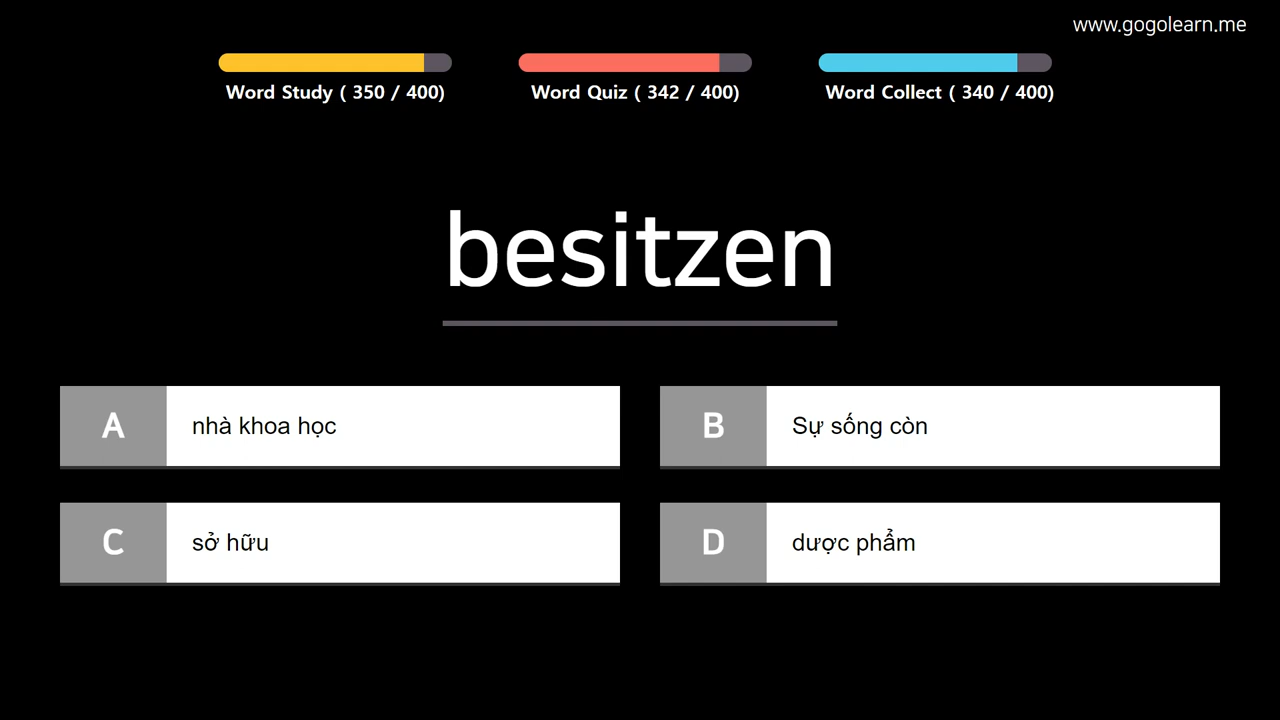 www.gogolearn.me
Word Study ( 350 / 400)
Word Quiz ( 342 / 400)
Word Collect ( 340 / 400)
besitzen
A nhà khoa học
B Sự sống còn
C sở hữu
D dược phẩm